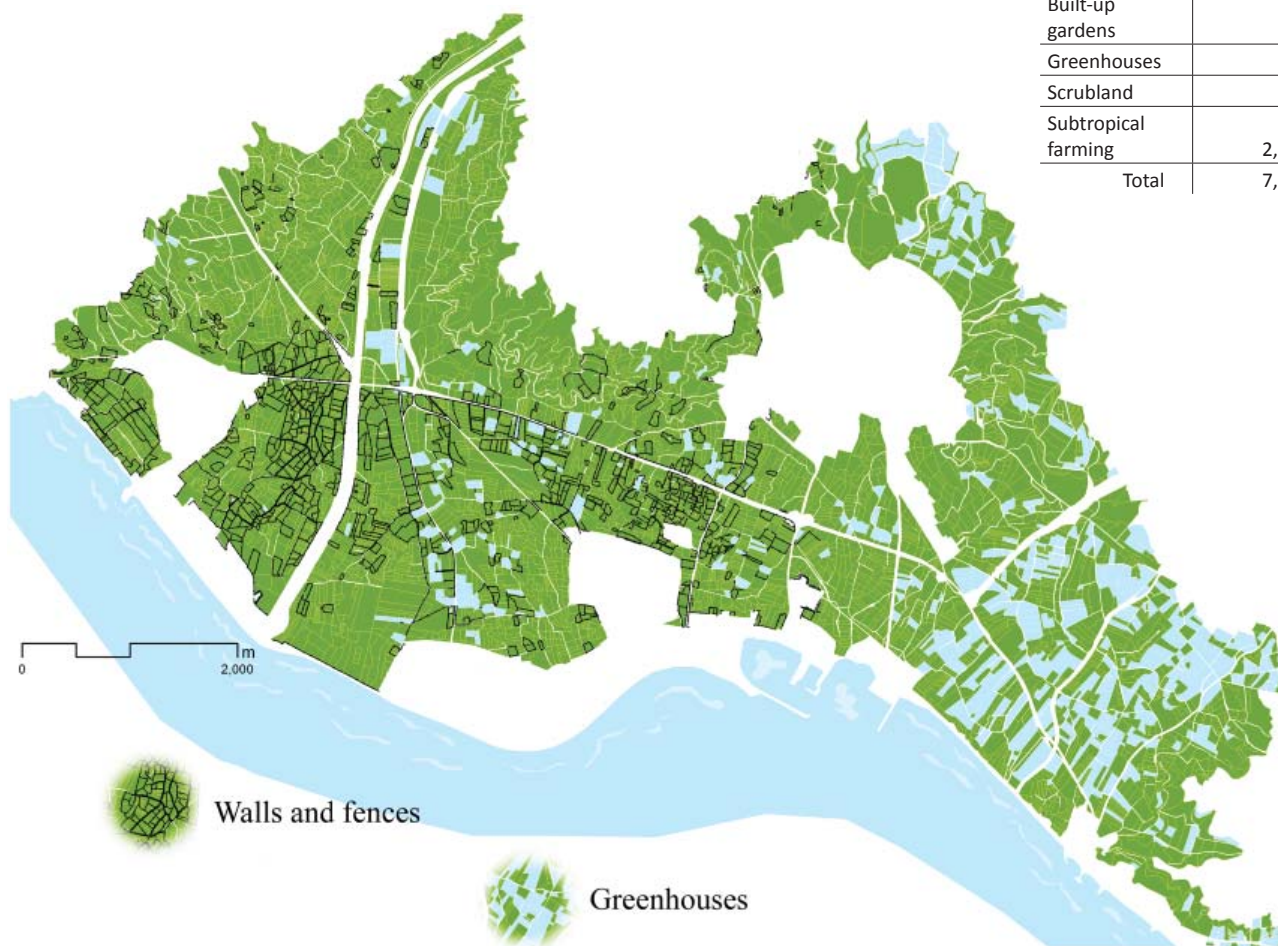 Built-up
gardens
Greenhouses
Scrubland
Subtropical
farming 2,
Total 7,
m
0
2,000
Walls and fences
Greenhouses